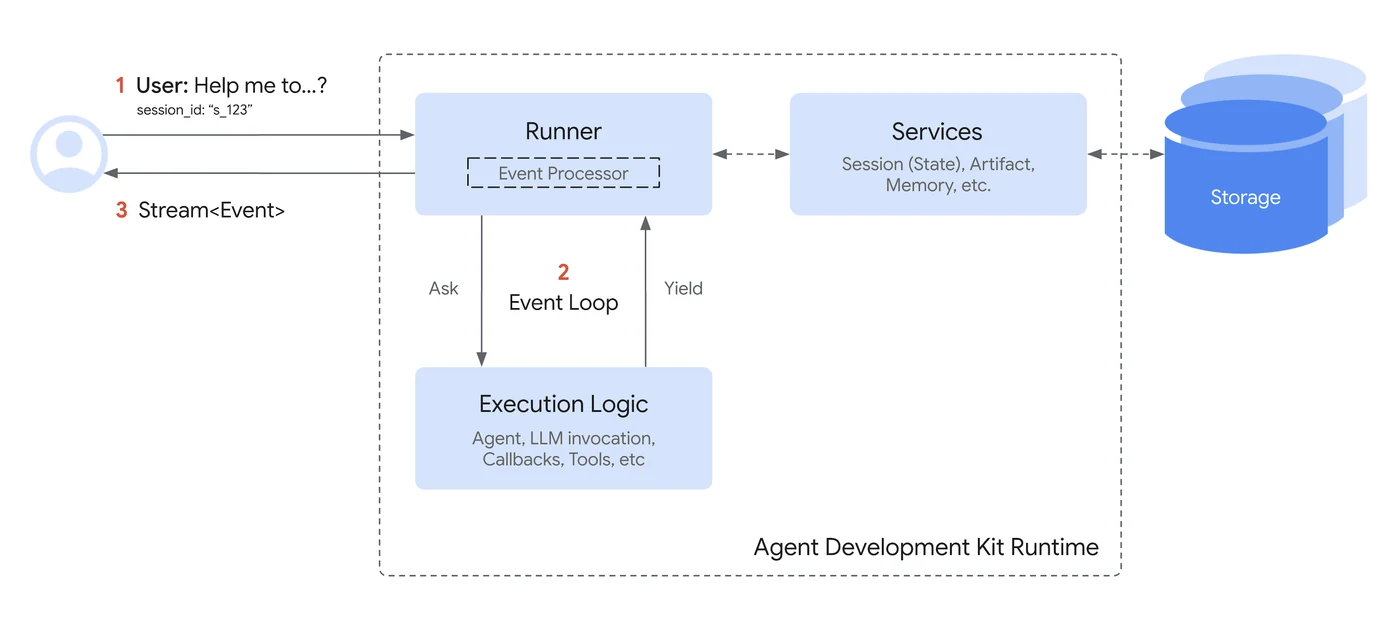 1 User: Help me to...?
session_id: “s_123”
3 Stream<Event>
Runner
Event Processor
Services
Session (State), Artifact,
Memory, etc.
Storage
Ask
2
Event Loop
Yield
Execution Logic
Agent, LLM invocation,
Callbacks, Tools, etc
Agent Development Kit Runtime